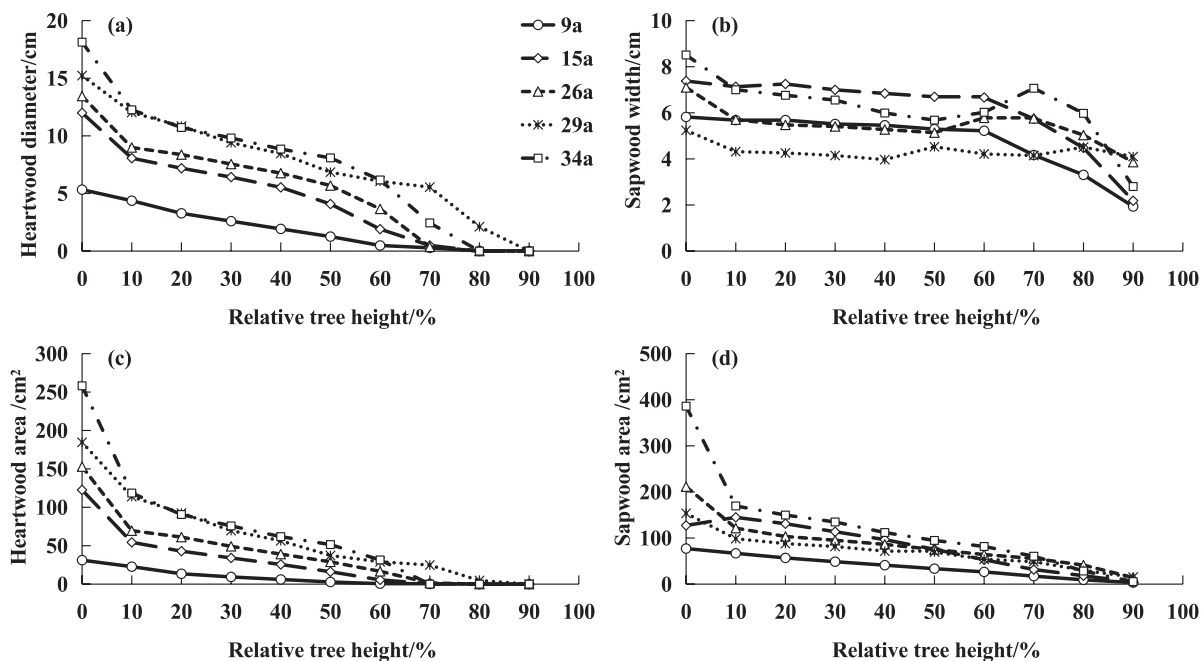 (a)
Heartwood diameter/cm
20
15
10
5
0
0 10 20 30 40 50 60 70 80 90 100
Relative tree height/%
9a
15a
26a
29a
34a
(b)
Sapwood width/cm
10
8
6
4
2
0
0 10 20 30 40 50 60 70 80 90 100
Relative tree height/%
(c)
Heartwood area /cm²
300
250
200
150
100
50
0
0 10 20 30 40 50 60 70 80 90 100
Relative tree height/%
(d)
Sapwood area /cm²
500
400
300
200
100
0
0 10 20 30 40 50 60 70 80 90 100
Relative tree height/%